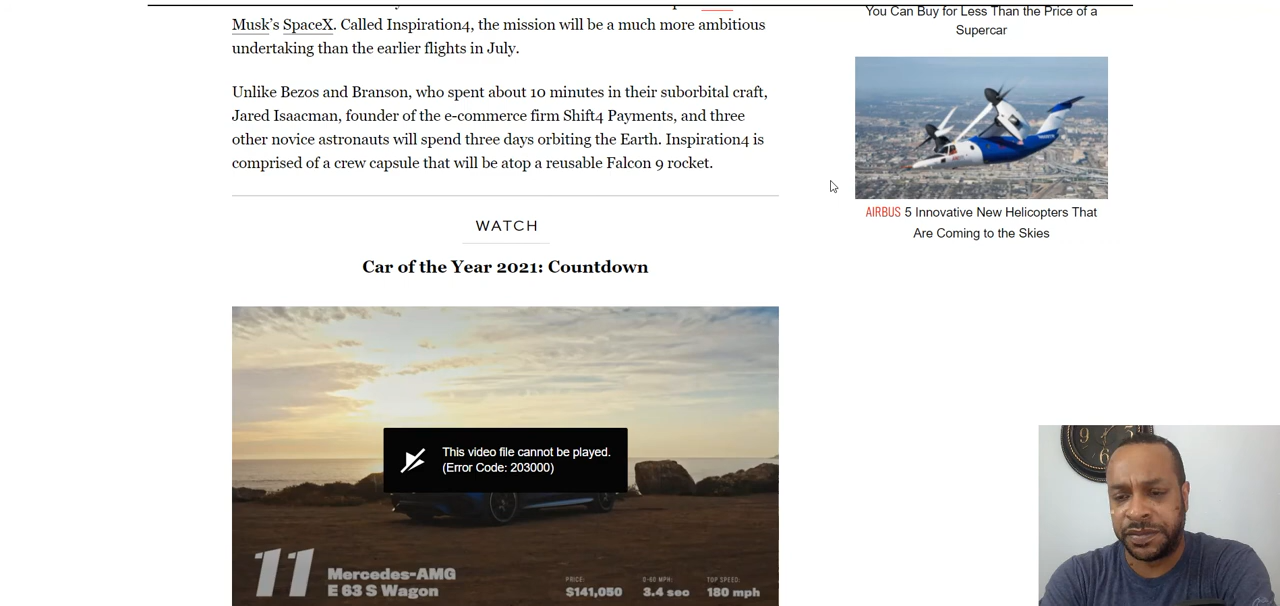 Musk's SpaceX. Called Inspiration4, the mission will be a much more ambitious
undertaking than the earlier flights in July.
Unlike Bezos and Branson, who spent about 10 minutes in their suborbital craft,
Jared Isaacman, founder of the e-commerce firm Shift4 Payments, and three
other novice astronauts will spend three days orbiting the Earth. Inspiration4 is
comprised of a crew capsule that will be atop a reusable Falcon 9 rocket.
WATCH
Car of the Year 2021: Countdown
This video file cannot be played.
(Error Code: 203000)
11
Mercedes-AMG
E 63 S Wagon
PRICE:
$141,050
0-60 MPH:
3.4 sec
TOP SPEED:
180 mph
You Can Buy for Less Than the Price of a
Supercar
AIRBUS 5 Innovative New Helicopters That
Are Coming to the Skies
9
6